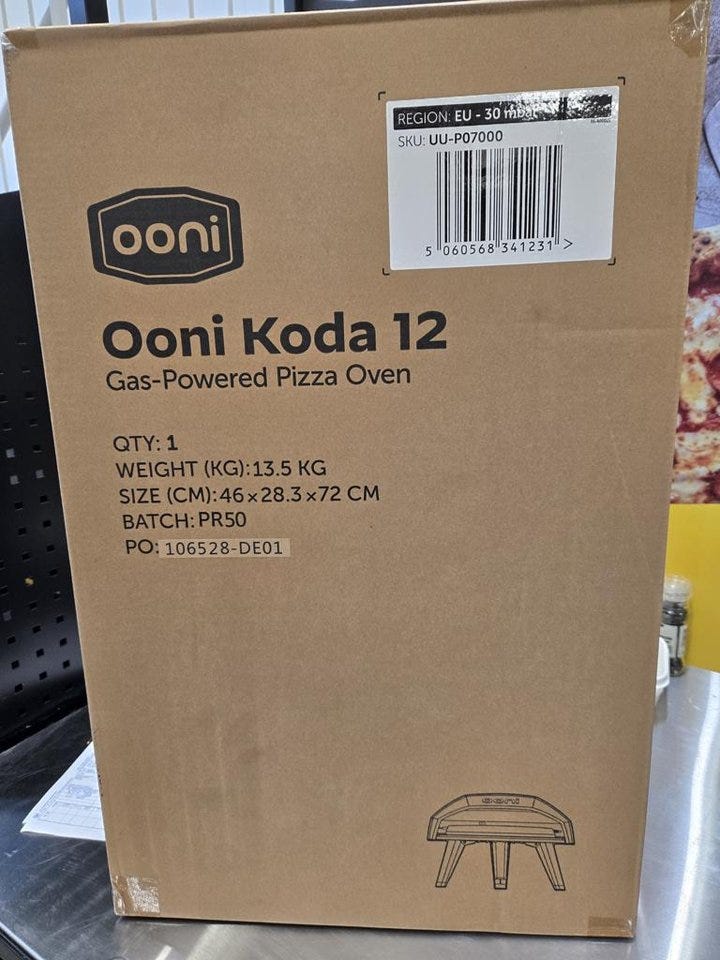 ooni
REGION: EU - 30 mbar
SKU: UU-P07000
5 060568 341231 >
Ooni Koda 12
Gas-Powered Pizza Oven
QTY: 1
WEIGHT (KG): 13.5 KG
SIZE (CM): 46 x 28.3 x 72 CM
BATCH: PR50
PO: 106528-DE01
ooni